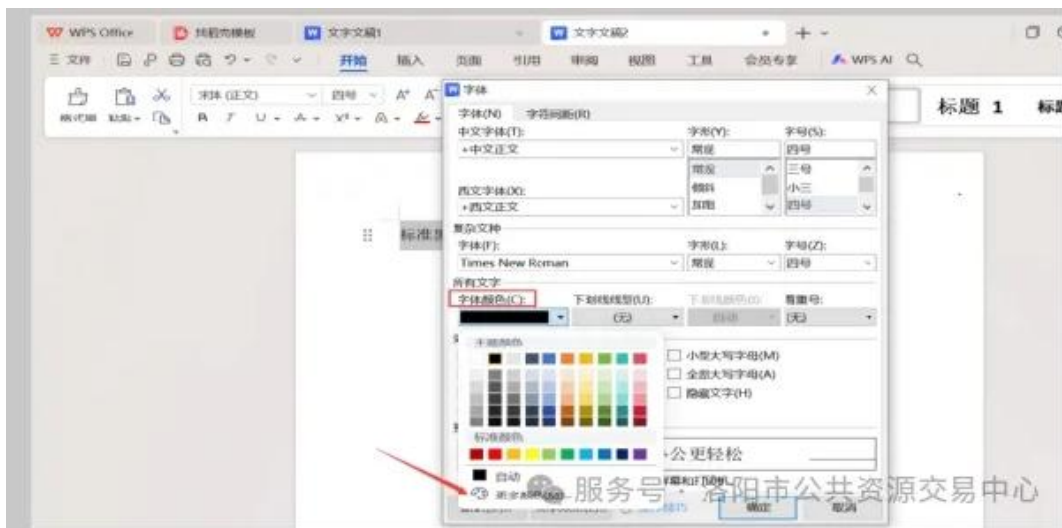 WPS Office 找稻壳模板 文字文稿1 文字文稿2
文件 开始 插入 页面 引用 审阅 视图 工具 会员专享 WPS AI
格式刷 粘贴 宋体 (正文) 四号 标题 1
字体
字体(N) 字符间距(R)
中文字体(T): 字形(Y): 字号(S):
+中文正文 常规 四号
常规 三号
倾斜 小三
西文字体(X): 加粗 四号
+西文正文
复杂文种
字体(F): 字形(L): 字号(Z):
Times New Roman 常规 四号
所有文字
字体颜色(C): 下划线线型(U): 下划线颜色(I): 着重号:
(无) 自动 (无)
主题颜色
小型大写字母(M)
全部大写字母(A)
隐藏文字(H)
标准颜色
公更轻松
自动
服务号 · 洛阳市公共资源交易中心
确定 取消
标准